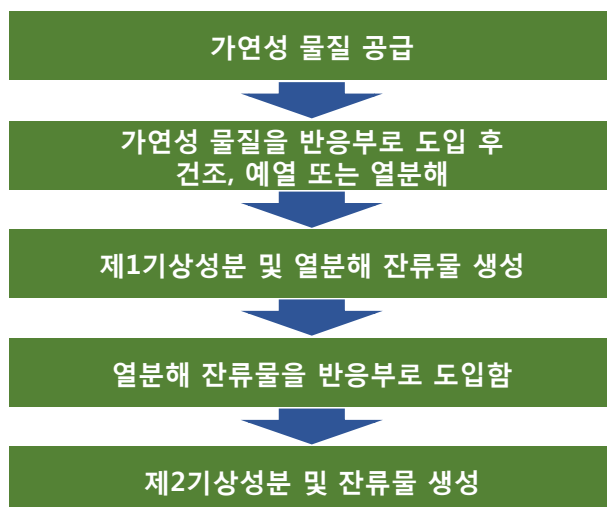 가연성 물질 공급
가연성 물질을 반응부로 도입 후
건조, 예열 또는 열분해
제1기상성분 및 열분해 잔류물 생성
열분해 잔류물을 반응부로 도입함
제2기상성분 및 잔류물 생성